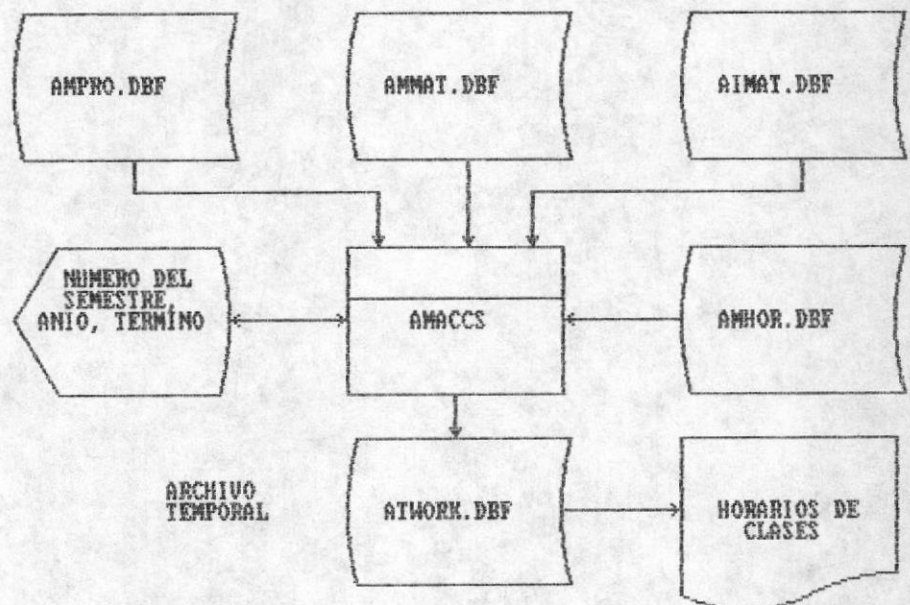 AMPRO.DBF
AMMAT.DBF
AIMAT.DBF
NUMERO DEL
SEMESTRE,
ANIO, TERMINO
AMACCS
AMHOR.DBF
ARCHIVO
TEMPORAL
ATWORK.DBF
HORARIOS DE
CLASES